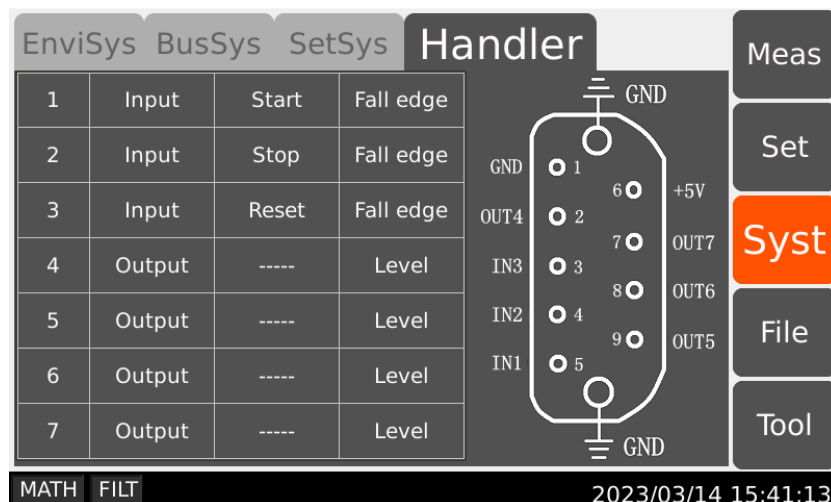 EnviSys BusSys SetSys Handler
1 Input Start Fall edge
2 Input Stop Fall edge
3 Input Reset Fall edge
4 Output ----- Level
5 Output ----- Level
6 Output ----- Level
7 Output ----- Level
GND
GND 1
6 +5V
OUT4 2
7 OUT7
IN3 3
8 OUT6
IN2 4
9 OUT5
IN1 5
GND
Meas
Set
Syst
File
Tool
MATH FILT
2023/03/14 15:41:13